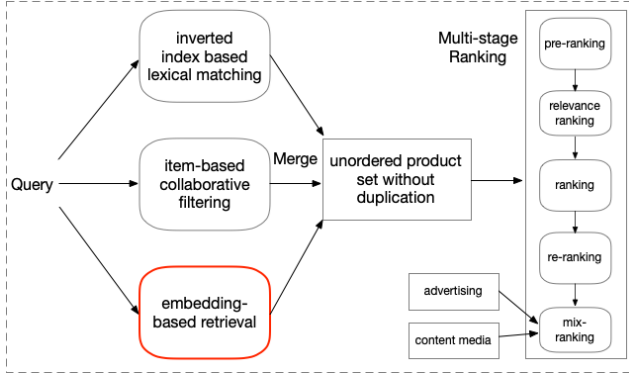 inverted
index based
lexical matching
Query
item-based
collaborative
filtering
embedding-
based retrieval
Merge
unordered product
set without
duplication
Multi-stage
Ranking
pre-ranking
relevance
ranking
ranking
re-ranking
advertising
content media
mix-
ranking